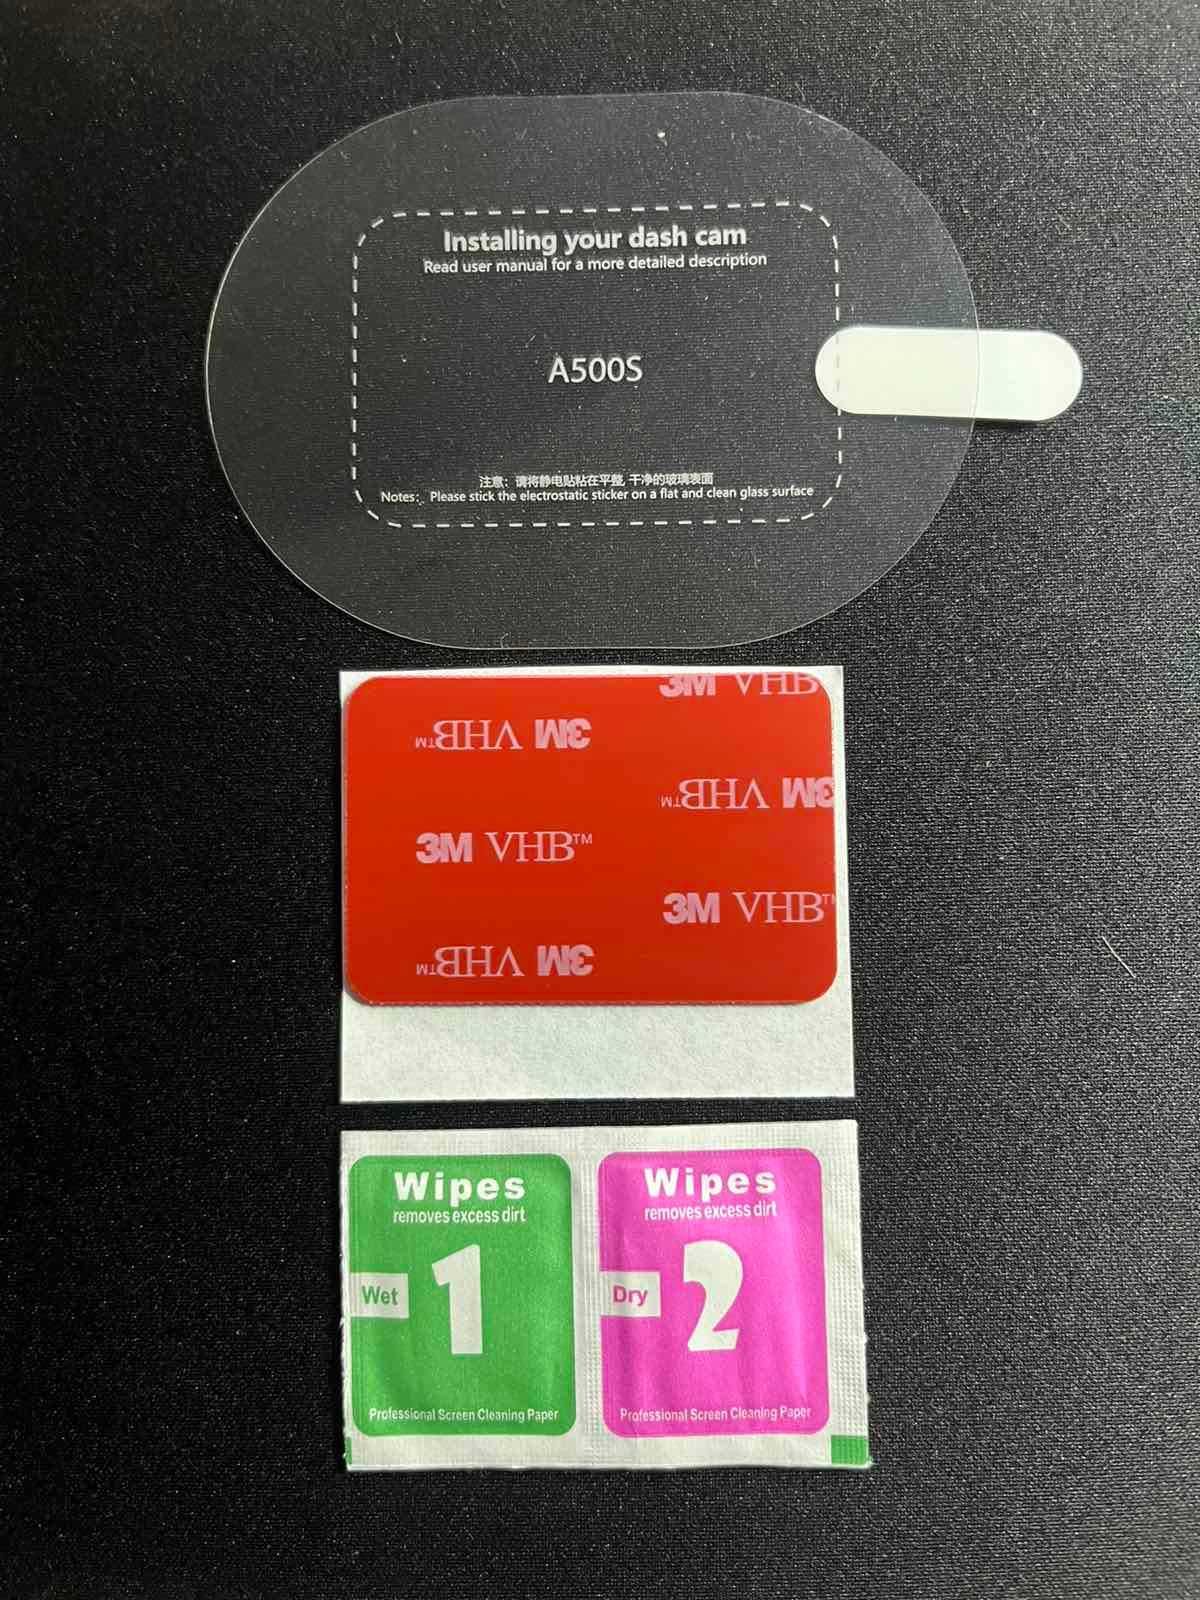 Installing your dash cam
Read user manual for a more detailed description
A500S
注意：请将静电贴粘在平整, 干净的玻璃表面
Notes: Please stick the electrostatic sticker on a flat and clean glass surface
3M VHB
3M VHB™
3M VHB™
3M VHB™
3M VHB™
3M VHB™
Wipes
removes excess dirt
1
Wet
Professional Screen Cleaning Paper
Wipes
removes excess dirt
2
Dry
Professional Screen Cleaning Paper